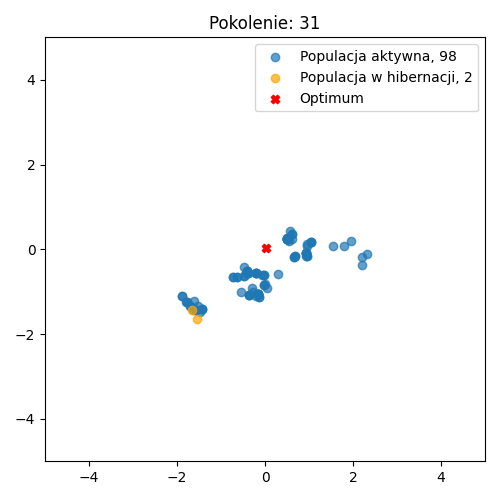 Pokolenie: 31
Populacja aktywna, 98
Populacja w hibernacji, 2
Optimum
4
2
0
−2
−4
−4
−2
0
2
4